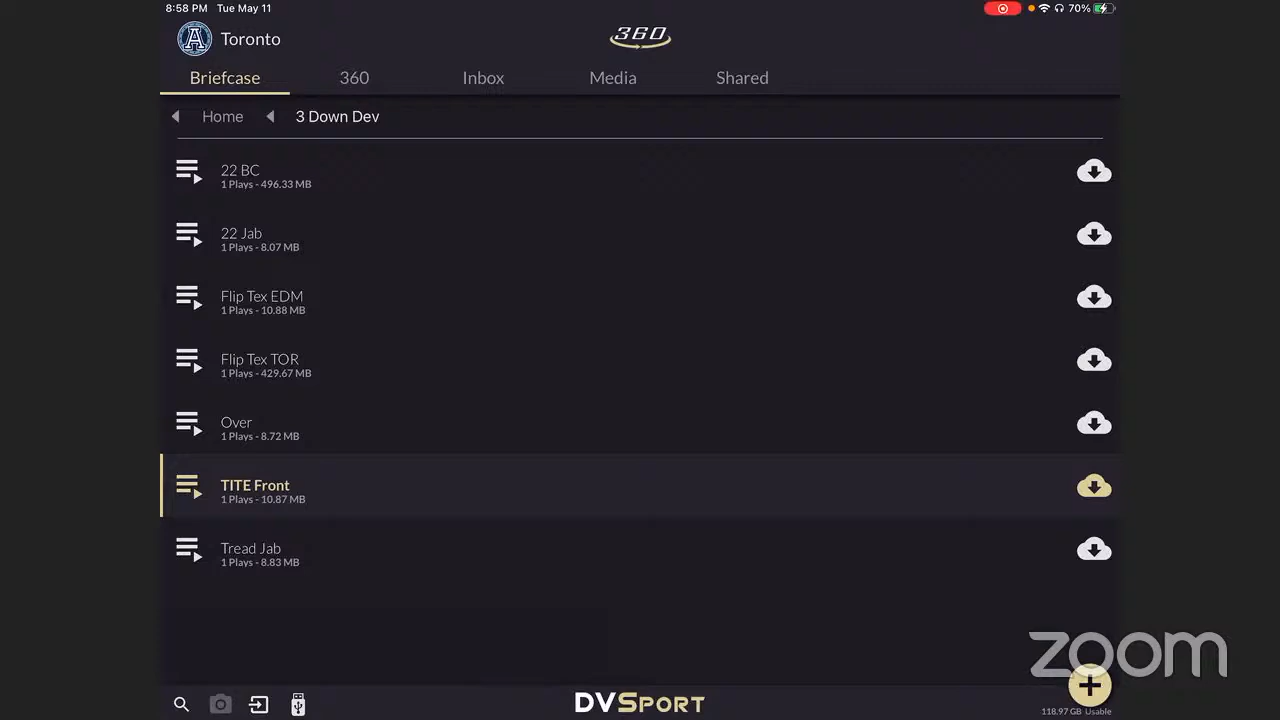 8:58 PM Tue May 11 70%
A Toronto 360
Briefcase 360 Inbox Media Shared
Home 3 Down Dev
22 BC
1 Plays - 496.33 MB
22 Jab
1 Plays - 8.07 MB
Flip Tex EDM
1 Plays - 10.88 MB
Flip Tex TOR
1 Plays - 429.67 MB
Over
1 Plays - 8.72 MB
TITE Front
1 Plays - 10.87 MB
Tread Jab
1 Plays - 8.83 MB
zoom
DVSPORT
118.97 GB Usable